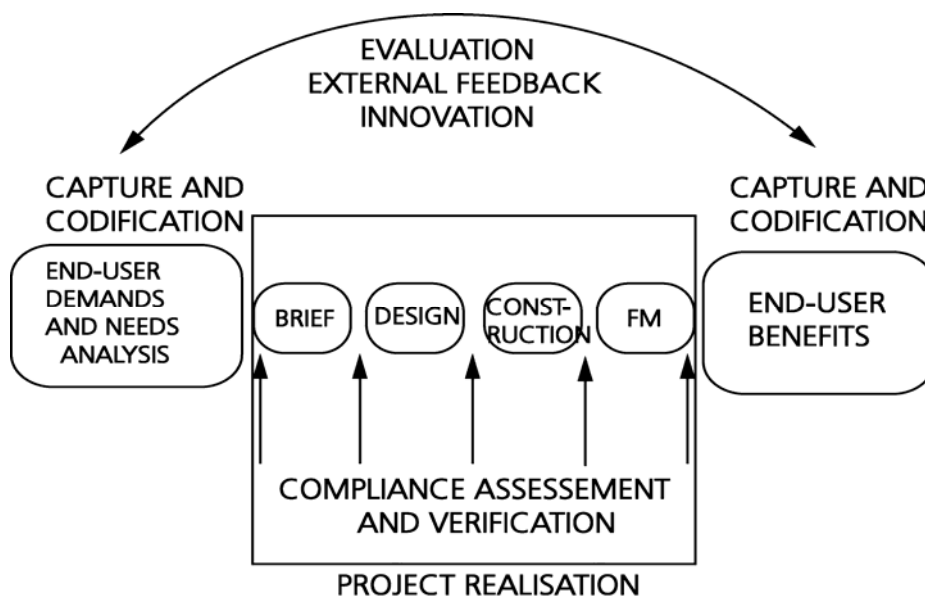 EVALUATION
EXTERNAL FEEDBACK
INNOVATION
CAPTURE AND
CODIFICATION
END-USER
DEMANDS
AND NEEDS
ANALYSIS
BRIEF
DESIGN
CONST-
RUCTION
FM
CAPTURE AND
CODIFICATION
END-USER
BENEFITS
COMPLIANCE ASSESSEMENT
AND VERIFICATION
PROJECT REALISATION